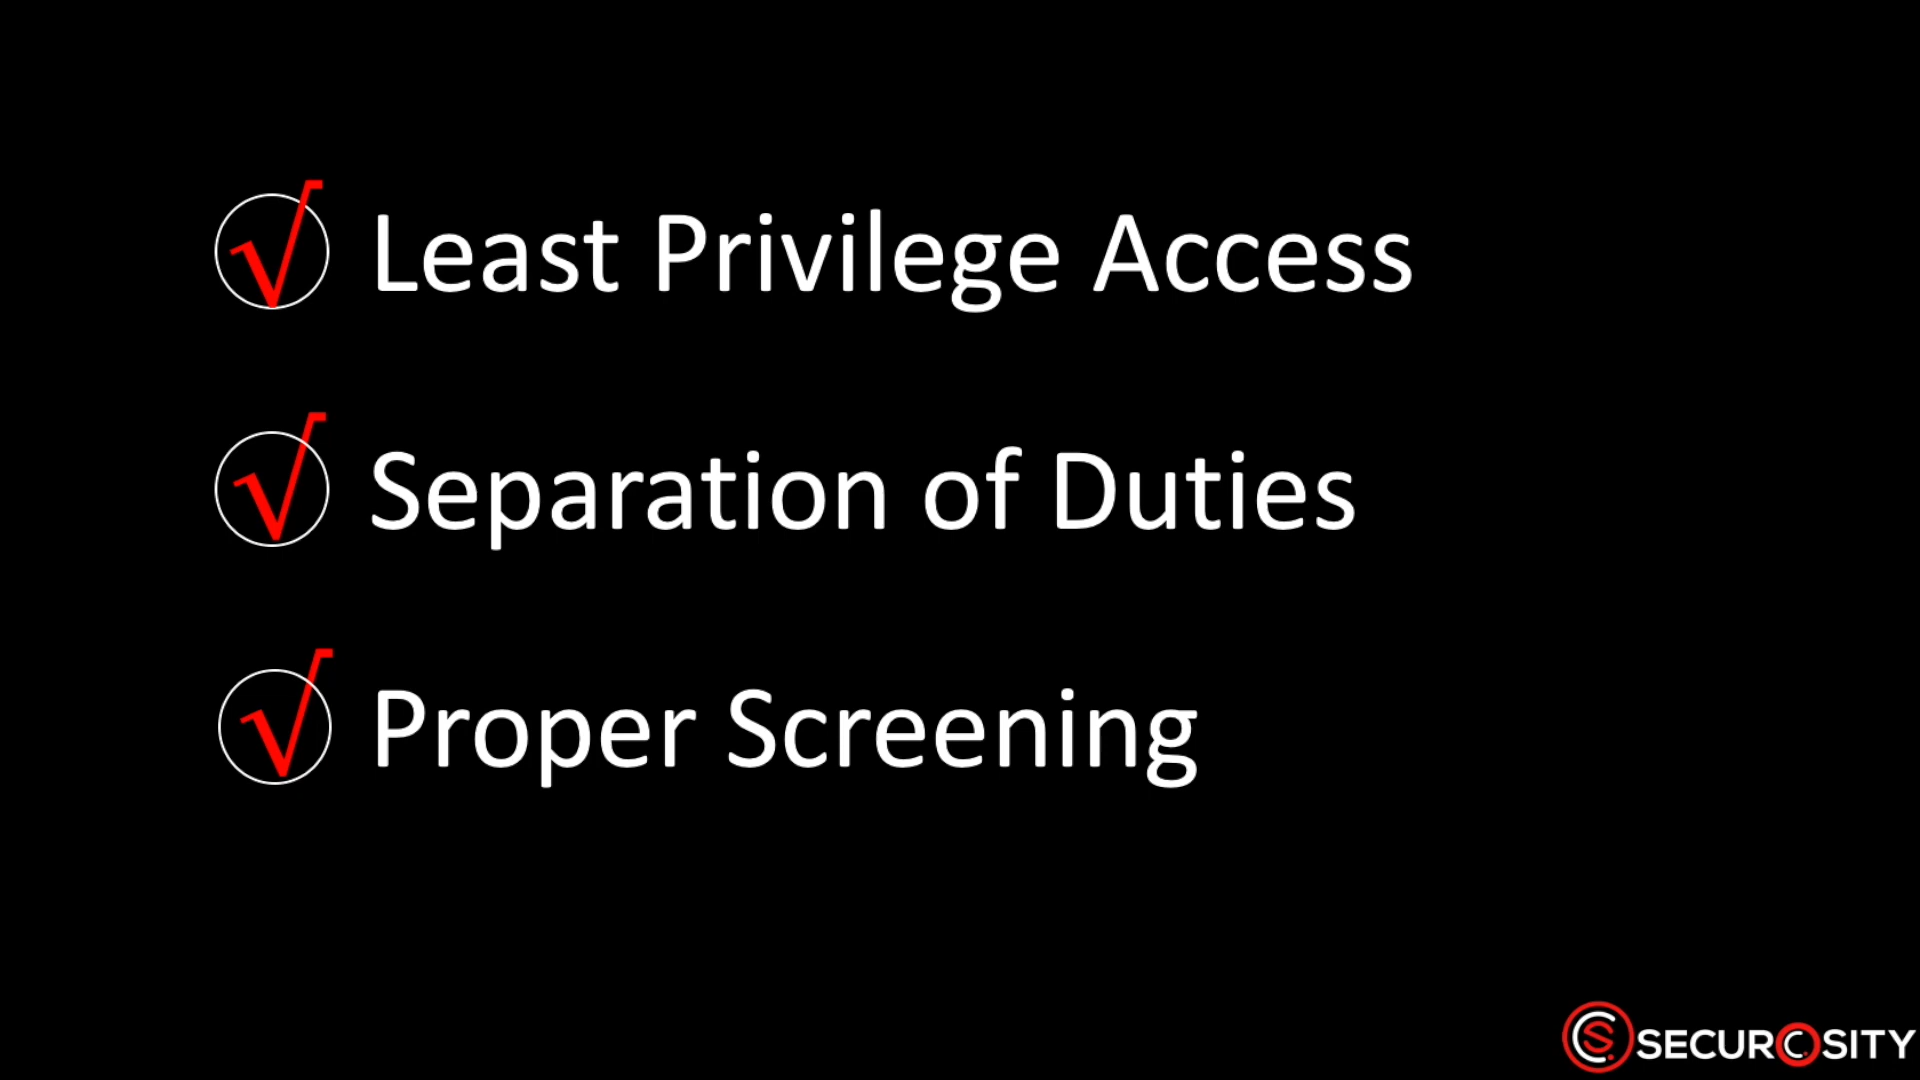 √ Least Privilege Access
√ Separation of Duties
√ Proper Screening
SECUROSITY